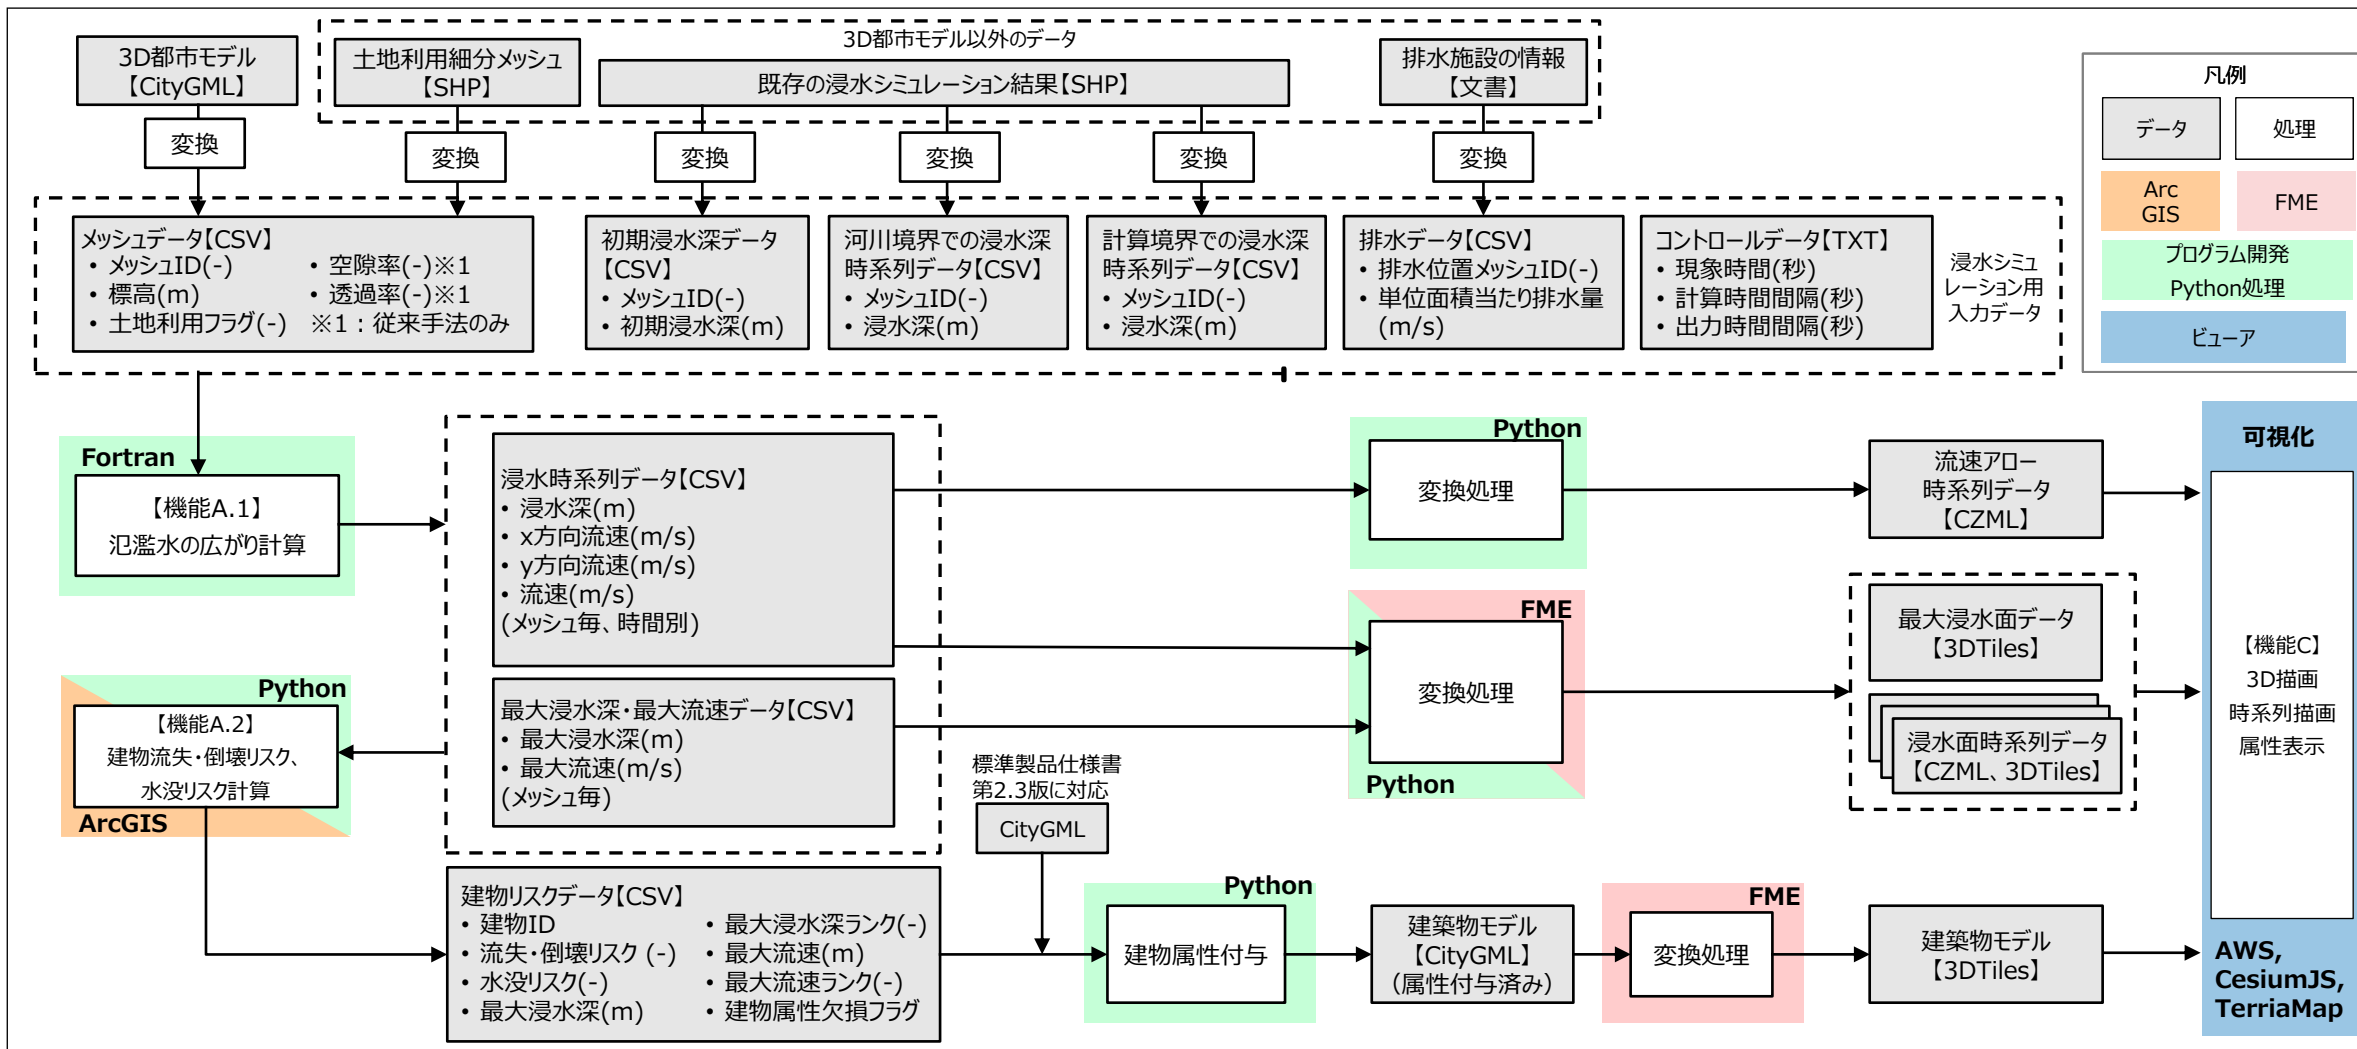 3D都市モデル
【CityGML】
3D都市モデル以外のデータ
土地利用細分メッシュ
【SHP】
既存の浸水シミュレーション結果【SHP】
排水施設の情報
【文書】
変換
変換
変換
変換
変換
変換
凡例
データ
処理
Arc
GIS
FME
プログラム開発
Python処理
ビューア
メッシュデータ【CSV】
• メッシュID(-)
• 標高(m)
• 土地利用フラグ(-)
• 空隙率(-)※1
• 透過率(-)※1
※1：従来手法のみ
初期浸水深データ
【CSV】
• メッシュID(-)
• 初期浸水深(m)
河川境界での浸水深
時系列データ【CSV】
• メッシュID(-)
• 浸水深(m)
計算境界での浸水深
時系列データ【CSV】
• メッシュID(-)
• 浸水深(m)
排水データ【CSV】
• 排水位置メッシュID(-)
• 単位面積当たり排水量
(m/s)
コントロールデータ【TXT】
• 現象時間(秒)
• 計算時間間隔(秒)
• 出力時間間隔(秒)
浸水シミュ
レーション用
入力データ
Fortran
【機能A.1】
氾濫水の広がり計算
浸水時系列データ【CSV】
• 浸水深(m)
• x方向流速(m/s)
• y方向流速(m/s)
• 流速(m/s)
(メッシュ毎、時間別)
Python
変換処理
流速アロー
時系列データ
【CZML】
可視化
【機能C】
3D描画
時系列描画
属性表示
AWS,
CesiumJS,
TerriaMap
FME
変換処理
Python
最大浸水面データ
【3DTiles】
浸水面時系列データ
【CZML、3DTiles】
Python
【機能A.2】
建物流失・倒壊リスク、
水没リスク計算
ArcGIS
最大浸水深・最大流速データ【CSV】
• 最大浸水深(m)
• 最大流速(m/s)
(メッシュ毎)
標準製品仕様書
第2.3版に対応
CityGML
建物リスクデータ【CSV】
• 建物ID
• 流失・倒壊リスク (-)
• 水没リスク(-)
• 最大浸水深(m)
• 最大浸水深ランク(-)
• 最大流速(m)
• 最大流速ランク(-)
• 建物属性欠損フラグ
Python
建物属性付与
建築物モデル
【CityGML】
（属性付与済み）
FME
変換処理
建築物モデル
【3DTiles】